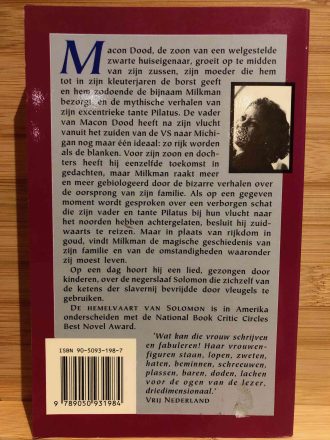 Macon Dood, de zoon van een welgestelde
zwarte huiseigenaar, groeit op te midden
van zijn zussen, zijn moeder die hem
tot in zijn kleuterjaren de borst geeft
en hem zodoende de bijnaam Milkman
bezorgt en de mythische verhalen van
zijn excentrieke tante Pilatus. De vader
van Macon Dood heeft na zijn vlucht
vanuit het zuiden van de VS naar Michi-
gan nog maar één ideaal: zo rijk worden
als de blanken. Voor zijn zoon en doch-
ters heeft hij eenzelfde toekomst in
gedachten, maar Milkman raakt meer
en meer gebiologeerd door de bizarre verhalen over
de oorsprong van zijn familie. Als op een gegeven
moment wordt gesproken over een verborgen schat
die zijn vader en tante Pilatus bij hun vlucht naar
het noorden hebben achtergelaten, besluit hij zuid-
waarts te reizen. Maar in plaats van rijkdom in
goud, vindt Milkman de magische geschiedenis van
zijn familie en van de omstandigheden waaronder
zij moest leven.
Op een dag hoort hij een lied, gezongen door
kinderen, over de negerslaaf Solomon die zichzelf van
de ketens der slavernij bevrijdde door vleugels te
gebruiken.
DE HEMELVAART VAN SOLOMON is in Amerika
onderscheiden met de National Book Critic Circles
Best Novel Award.
'Wat kan die vrouw schrijven
en fabuleren! Haar vrouwen-
figuren staan, lopen, zweten,
haten, beminnen, schreeuwen,
plassen, baren, doden, lachen
voor de ogen van de lezer,
driedimensionaal.'
VRIJ NEDERLAND
ISBN 90-5093-198-7
9 789050 931984